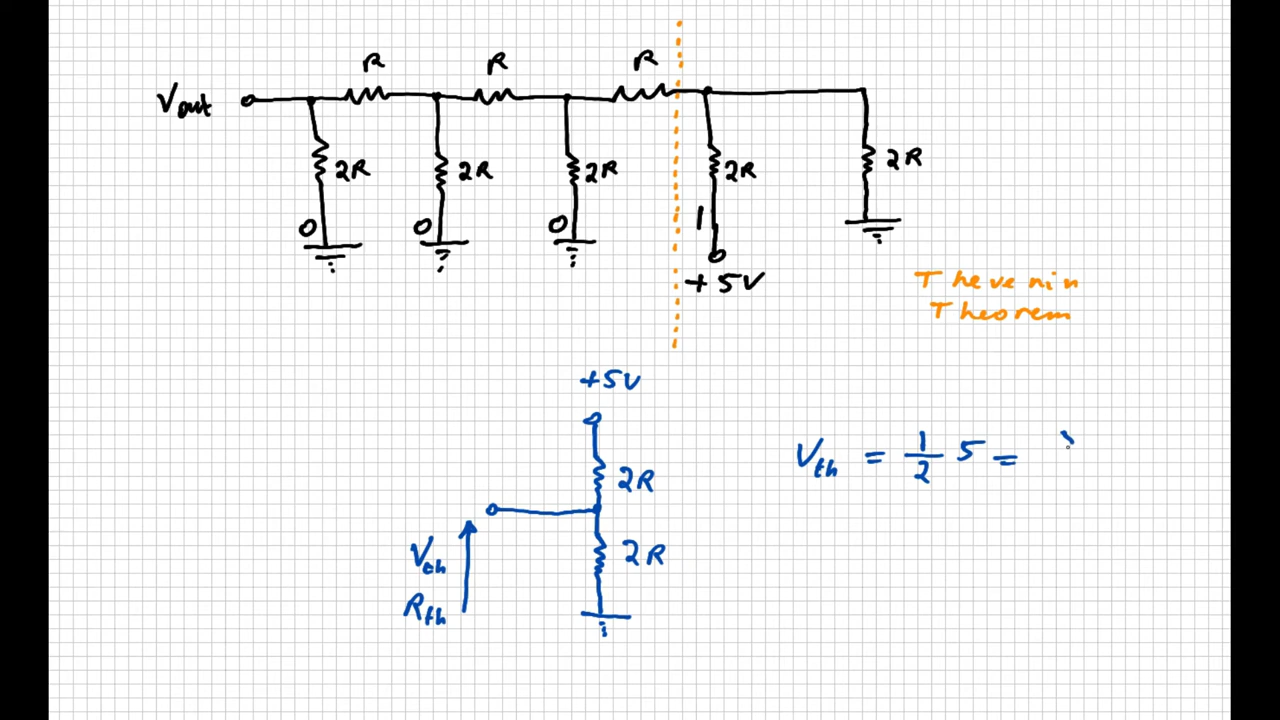 R R R
Vout
2R 2R 2R 2R 2R
0 0 0 1
+5V
Thevenin
Theorem
+5V
Vth = 1/2 5 =
2R
Vth
2R
Rth